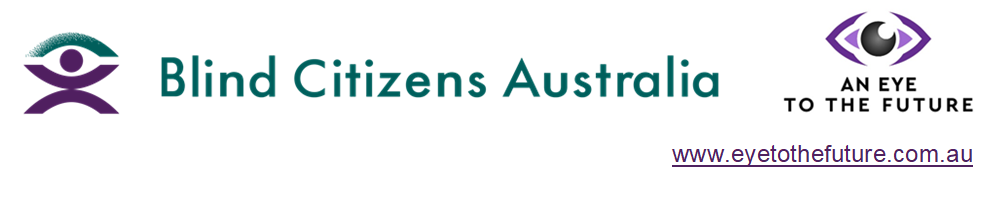 Blind Citizens Australia
AN EYE
TO THE FUTURE
www.eyetothefuture.com.au